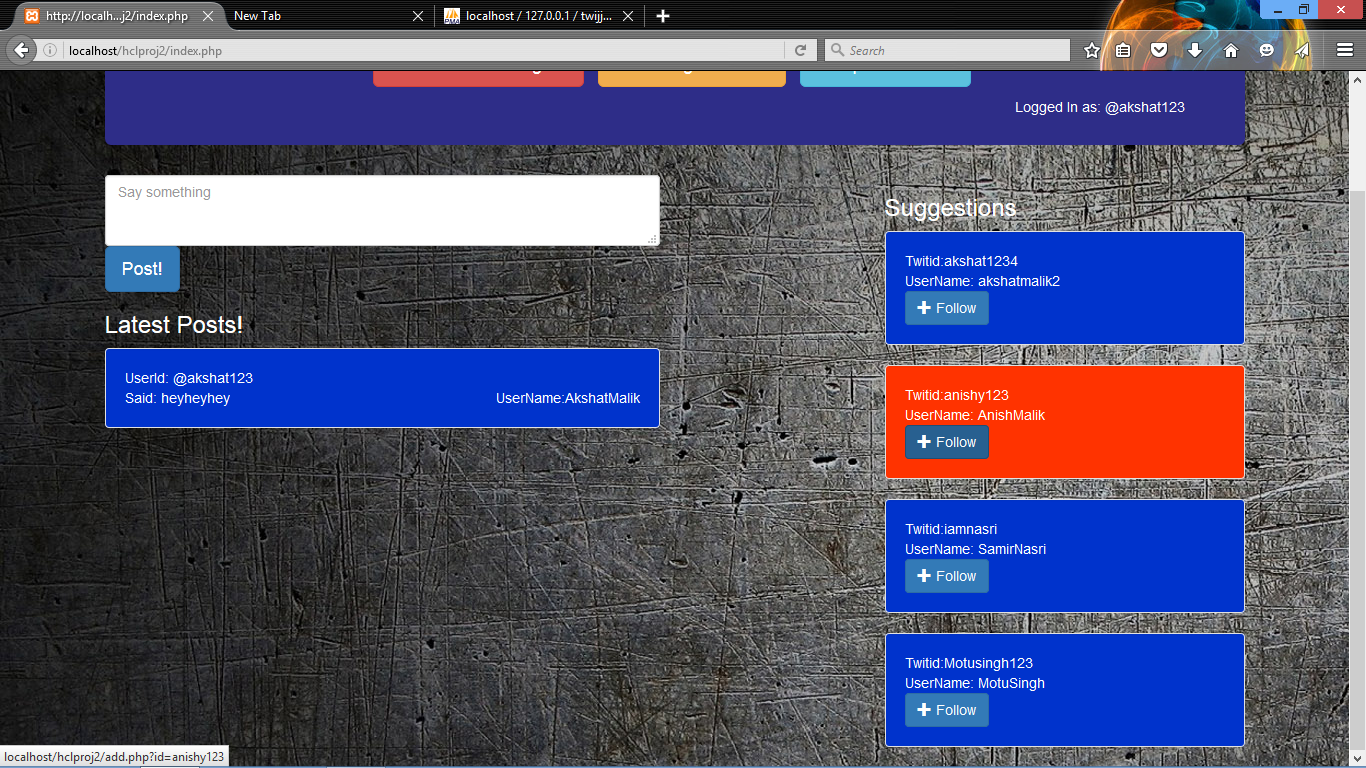 http://localh...j2/index.php
New Tab
localhost / 127.0.0.1 / twijj...
localhost/hclproj2/index.php
Search
Logged In as: @akshat123
Say something
Post!
Latest Posts!
UserId: @akshat123
Said: heyheyhey
UserName:AkshatMalik
Suggestions
Twitid:akshat1234
UserName: akshatmalik2
Follow
Twitid:anishy123
UserName: AnishMalik
Follow
Twitid:iamnasri
UserName: SamirNasri
Follow
Twitid:Motusingh123
UserName: MotuSingh
Follow
localhost/hclproj2/add.php?id=anishy123